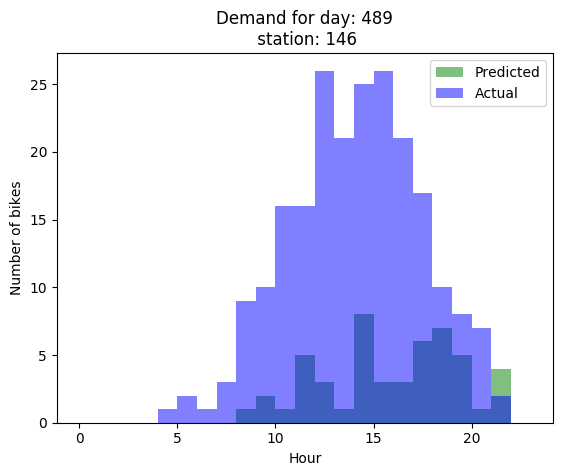 Demand for day: 489
station: 146
Predicted
Actual
Number of bikes
25
20
15
10
5
0
0
5
10
15
20
Hour